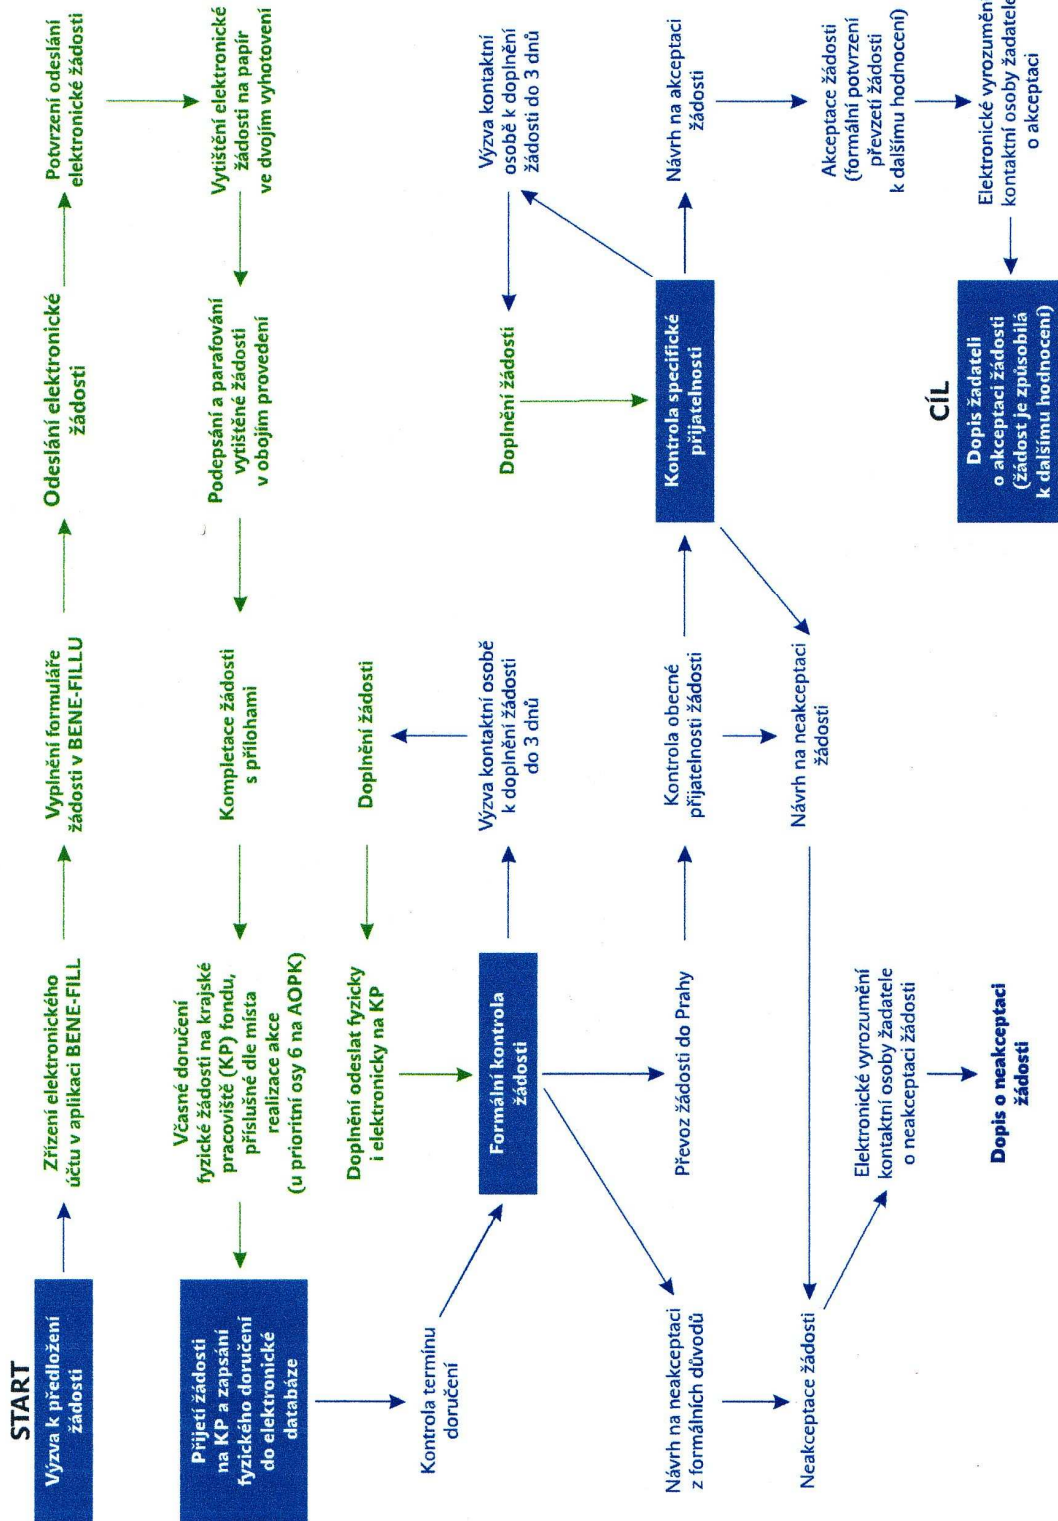 START
Výzva k předložení
žádosti
Zřízení elektronického
účtu v aplikaci BENE-FILL
Vyplnění formuláře
žádosti v BENE-FILLU
Odeslání elektronické
žádosti
Potvrzení odeslání
elektronické žádosti
Vytištění elektronické
žádosti na papír
ve dvojím vyhotovení
Podepsání a parafování
vytištěné žádosti
v obojím provedení
Kompletace žádosti
s přílohami
Včasné doručení
fyzické žádosti na krajské
pracoviště (KP) fondu,
příslušné dle místa
realizace akce
(u prioritní osy 6 na AOPK)
Přijetí žádosti
na KP a zapsání
fyzického doručení
do elektronické
databáze
Kontrola termínu
doručení
Formální kontrola
žádosti
Výzva kontaktní osobě
k doplnění žádosti
do 3 dnů
Doplnění žádosti
Doplnění odeslat fyzicky
i elektronicky na KP
Návrh na neakceptaci
z formálních důvodů
Převoz žádosti do Prahy
Kontrola obecné
přijatelnosti žádosti
Kontrola specifické
přijatelnosti
Výzva kontaktní
osobě k doplnění
žádosti do 3 dnů
Doplnění žádosti
Návrh na akceptaci
žádosti
Návrh na neakceptaci
žádosti
Neakceptace žádosti
Elektronické vyrozumění
kontaktní osoby žadatele
o neakceptaci žádosti
Dopis o neakceptaci
žádosti
Akceptace žádosti
(formální potvrzení
převzetí žádosti
k dalšímu hodnocení)
Elektronické vyrozumění
kontaktní osoby žadatele
o akceptaci
CÍL
Dopis žadateli
o akceptaci žádosti
(žádost je způsobilá
k dalšímu hodnocení)